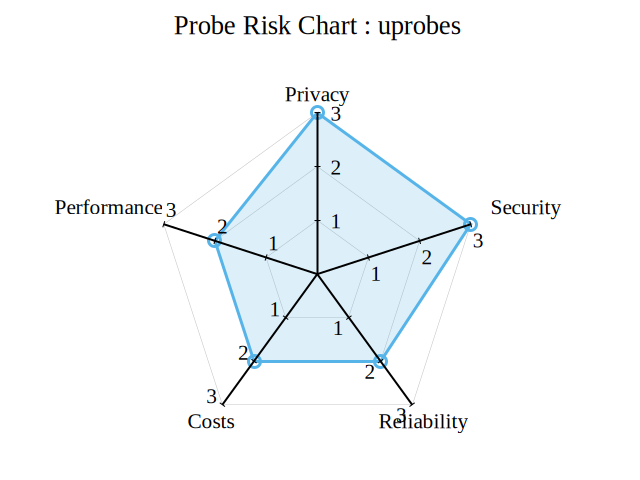 Probe Risk Chart : uprobes
Privacy
3
2
1
Performance
3
2
1
Security
3
2
1
1
2
3
Costs
1
2
3
Reliability